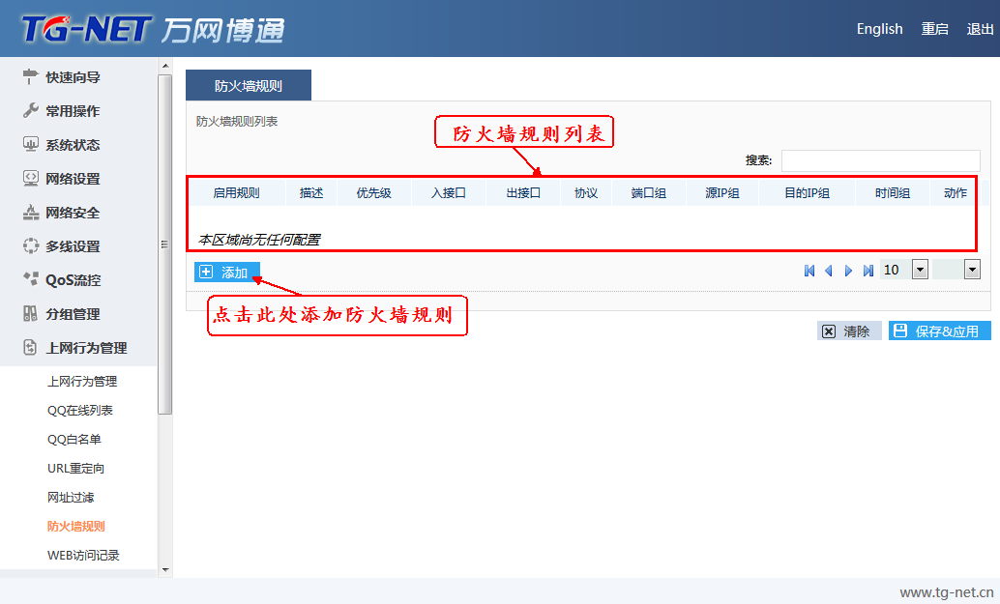 TG-NET 万网博通
English 重启 退出
快速向导
常用操作
系统状态
网络设置
网络安全
多线设置
QoS流控
分组管理
上网行为管理
上网行为管理
QQ在线列表
QQ白名单
URL重定向
网址过滤
防火墙规则
WEB访问记录
防火墙规则
防火墙规则列表
防火墙规则列表
搜索:
启用规则 描述 优先级 入接口 出接口 协议 端口组 源IP组 目的IP组 时间组 动作
本区域尚无任何配置
添加
10
点击此处添加防火墙规则
清除 保存&应用
www.tg-net.cn